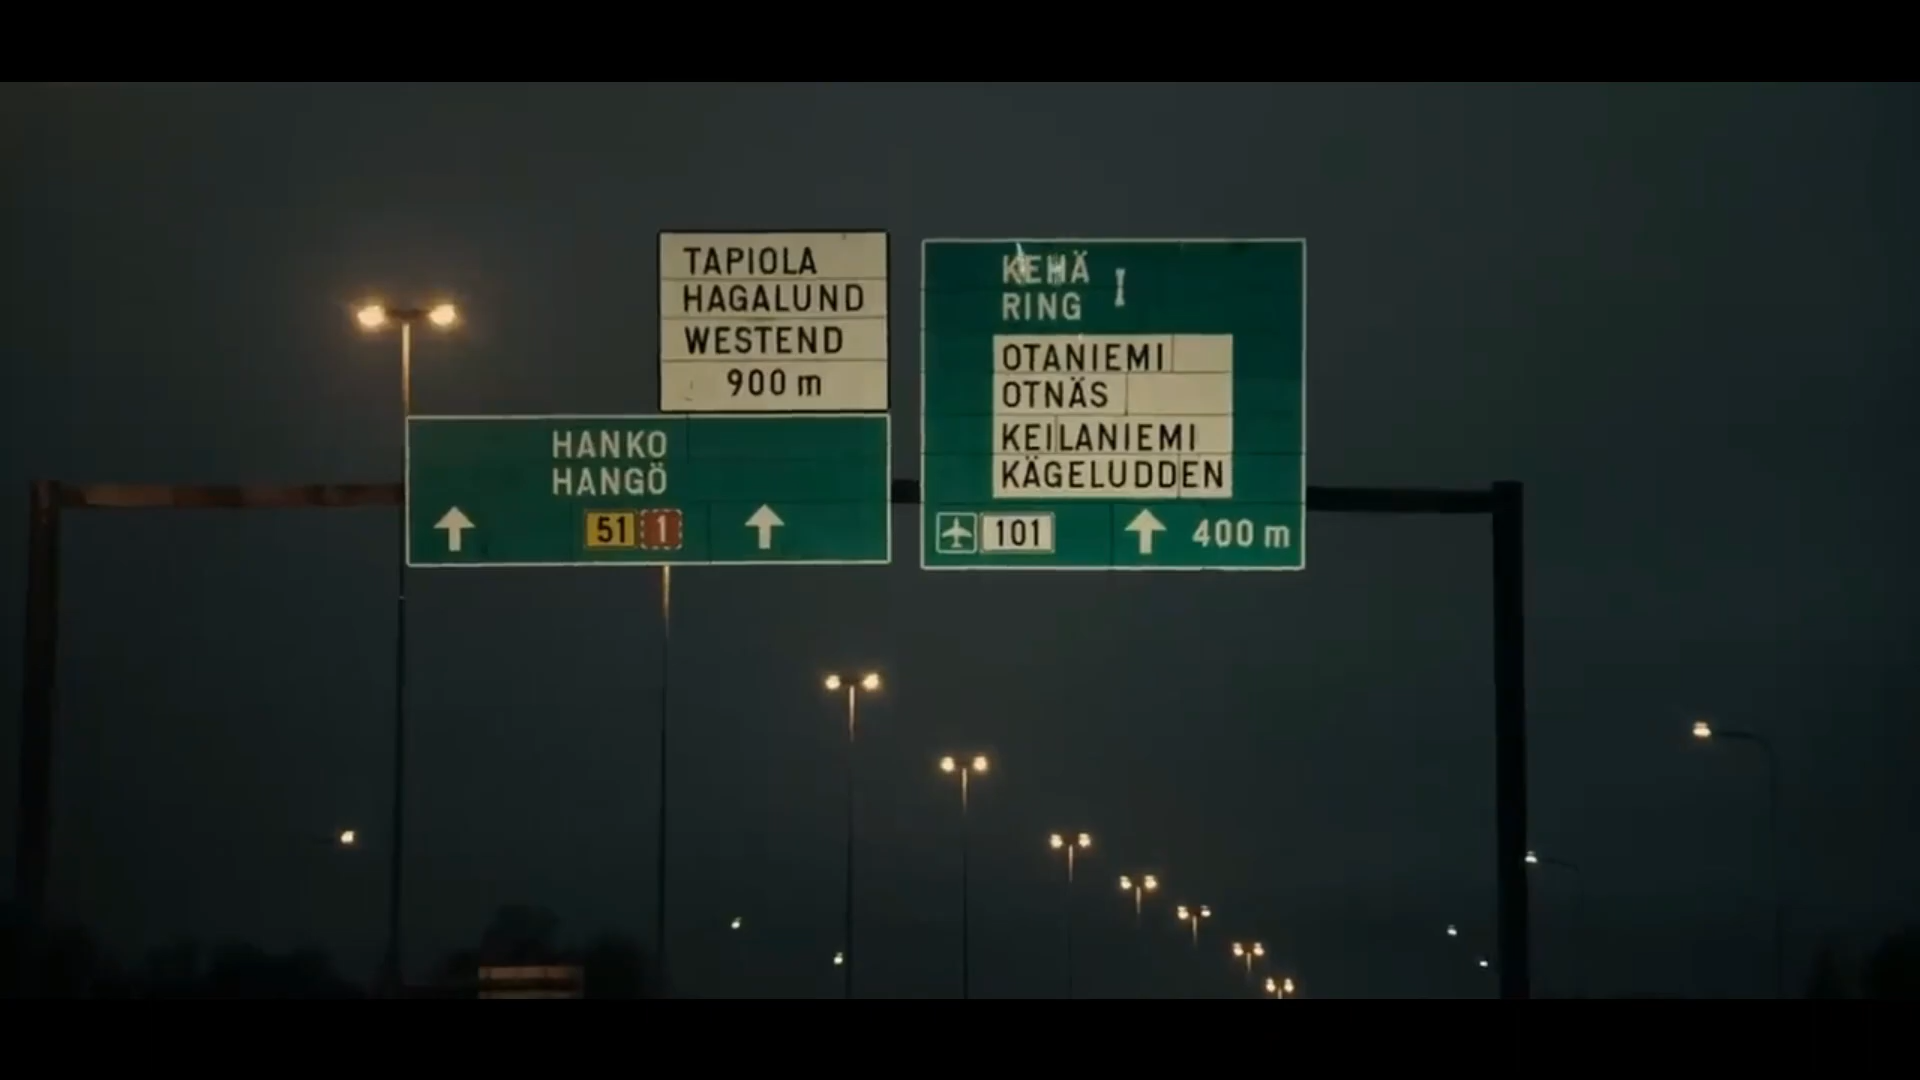 TAPIOLA
HAGALUND
WESTEND
900 m
HANKO
HANGÖ
51 1
KEHÄ I
RING
OTANIEMI
OTNÄS
KEILANIEMI
KÄGELUDDEN
101 400 m